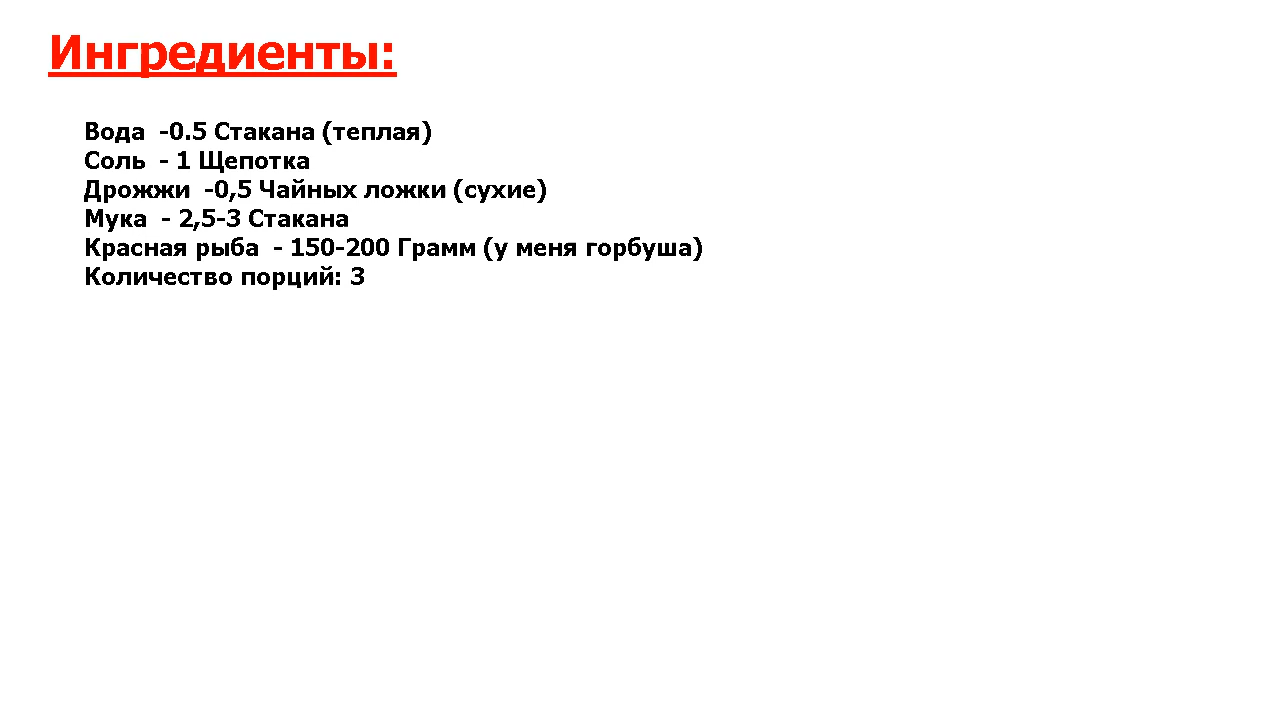 Ингредиенты:
Вода  -0.5 Стакана (теплая)
Соль  - 1 Щепотка
Дрожжи  -0,5 Чайных ложки (сухие)
Мука  - 2,5-3 Стакана
Красная рыба  - 150-200 Грамм (у меня горбуша)
Количество порций: 3